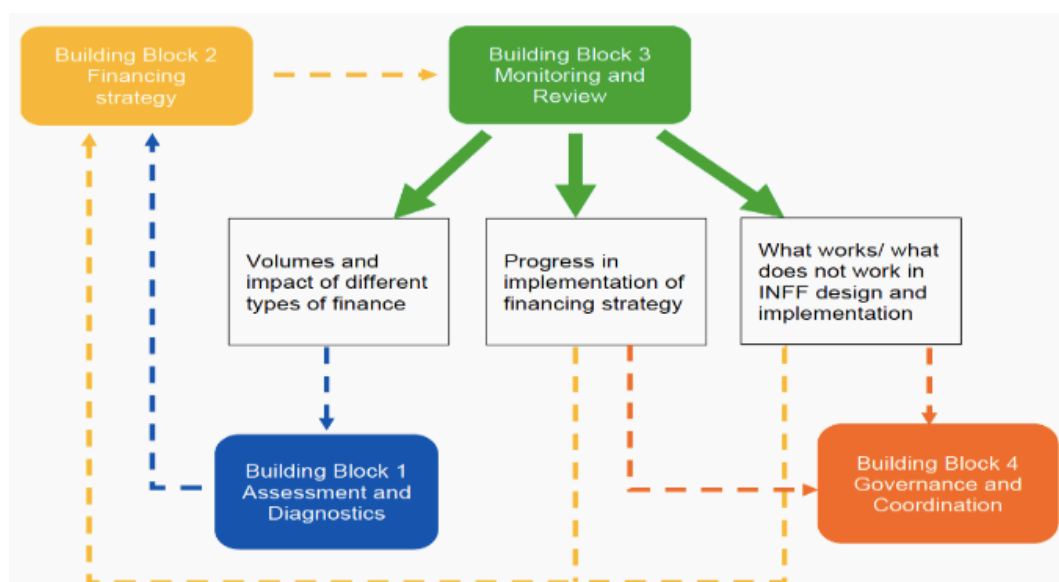 Building Block 2
Financing
strategy
Building Block 3
Monitoring and
Review
Volumes and
impact of different
types of finance
Progress in
implementation of
financing strategy
What works/ what
does not work in
INFF design and
implementation
Building Block 1
Assessment and
Diagnostics
Building Block 4
Governance and
Coordination